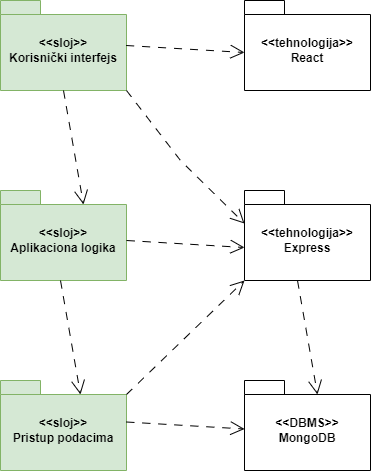 <<sloj>>
Korisnički interfejs
<<tehnologija>>
React
<<sloj>>
Aplikaciona logika
<<tehnologija>>
Express
<<sloj>>
Pristup podacima
<<DBMS>>
MongoDB